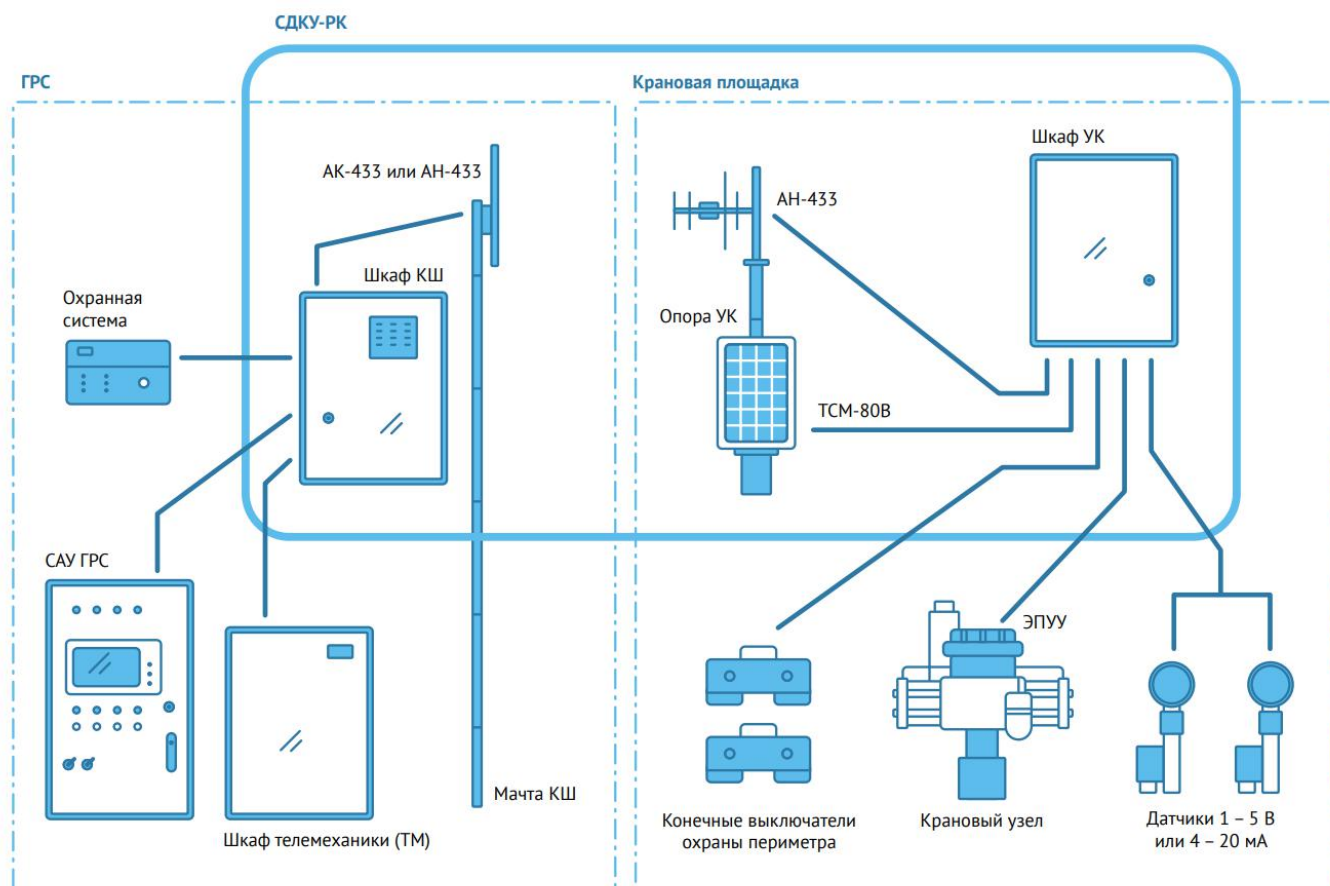 СДКУ-РК
ГРС
Крановая площадка
Шкаф УК
АК-433 или АН-433
АН-433
Шкаф КШ
Охранная
система
Опора УК
ТСМ-80В
САУ ГРС
ЭПУУ
Мачта КШ
Шкаф телемеханики (ТМ)
Конечные выключатели
охраны периметра
Крановый узел
Датчики 1 – 5 В
или 4 – 20 мА